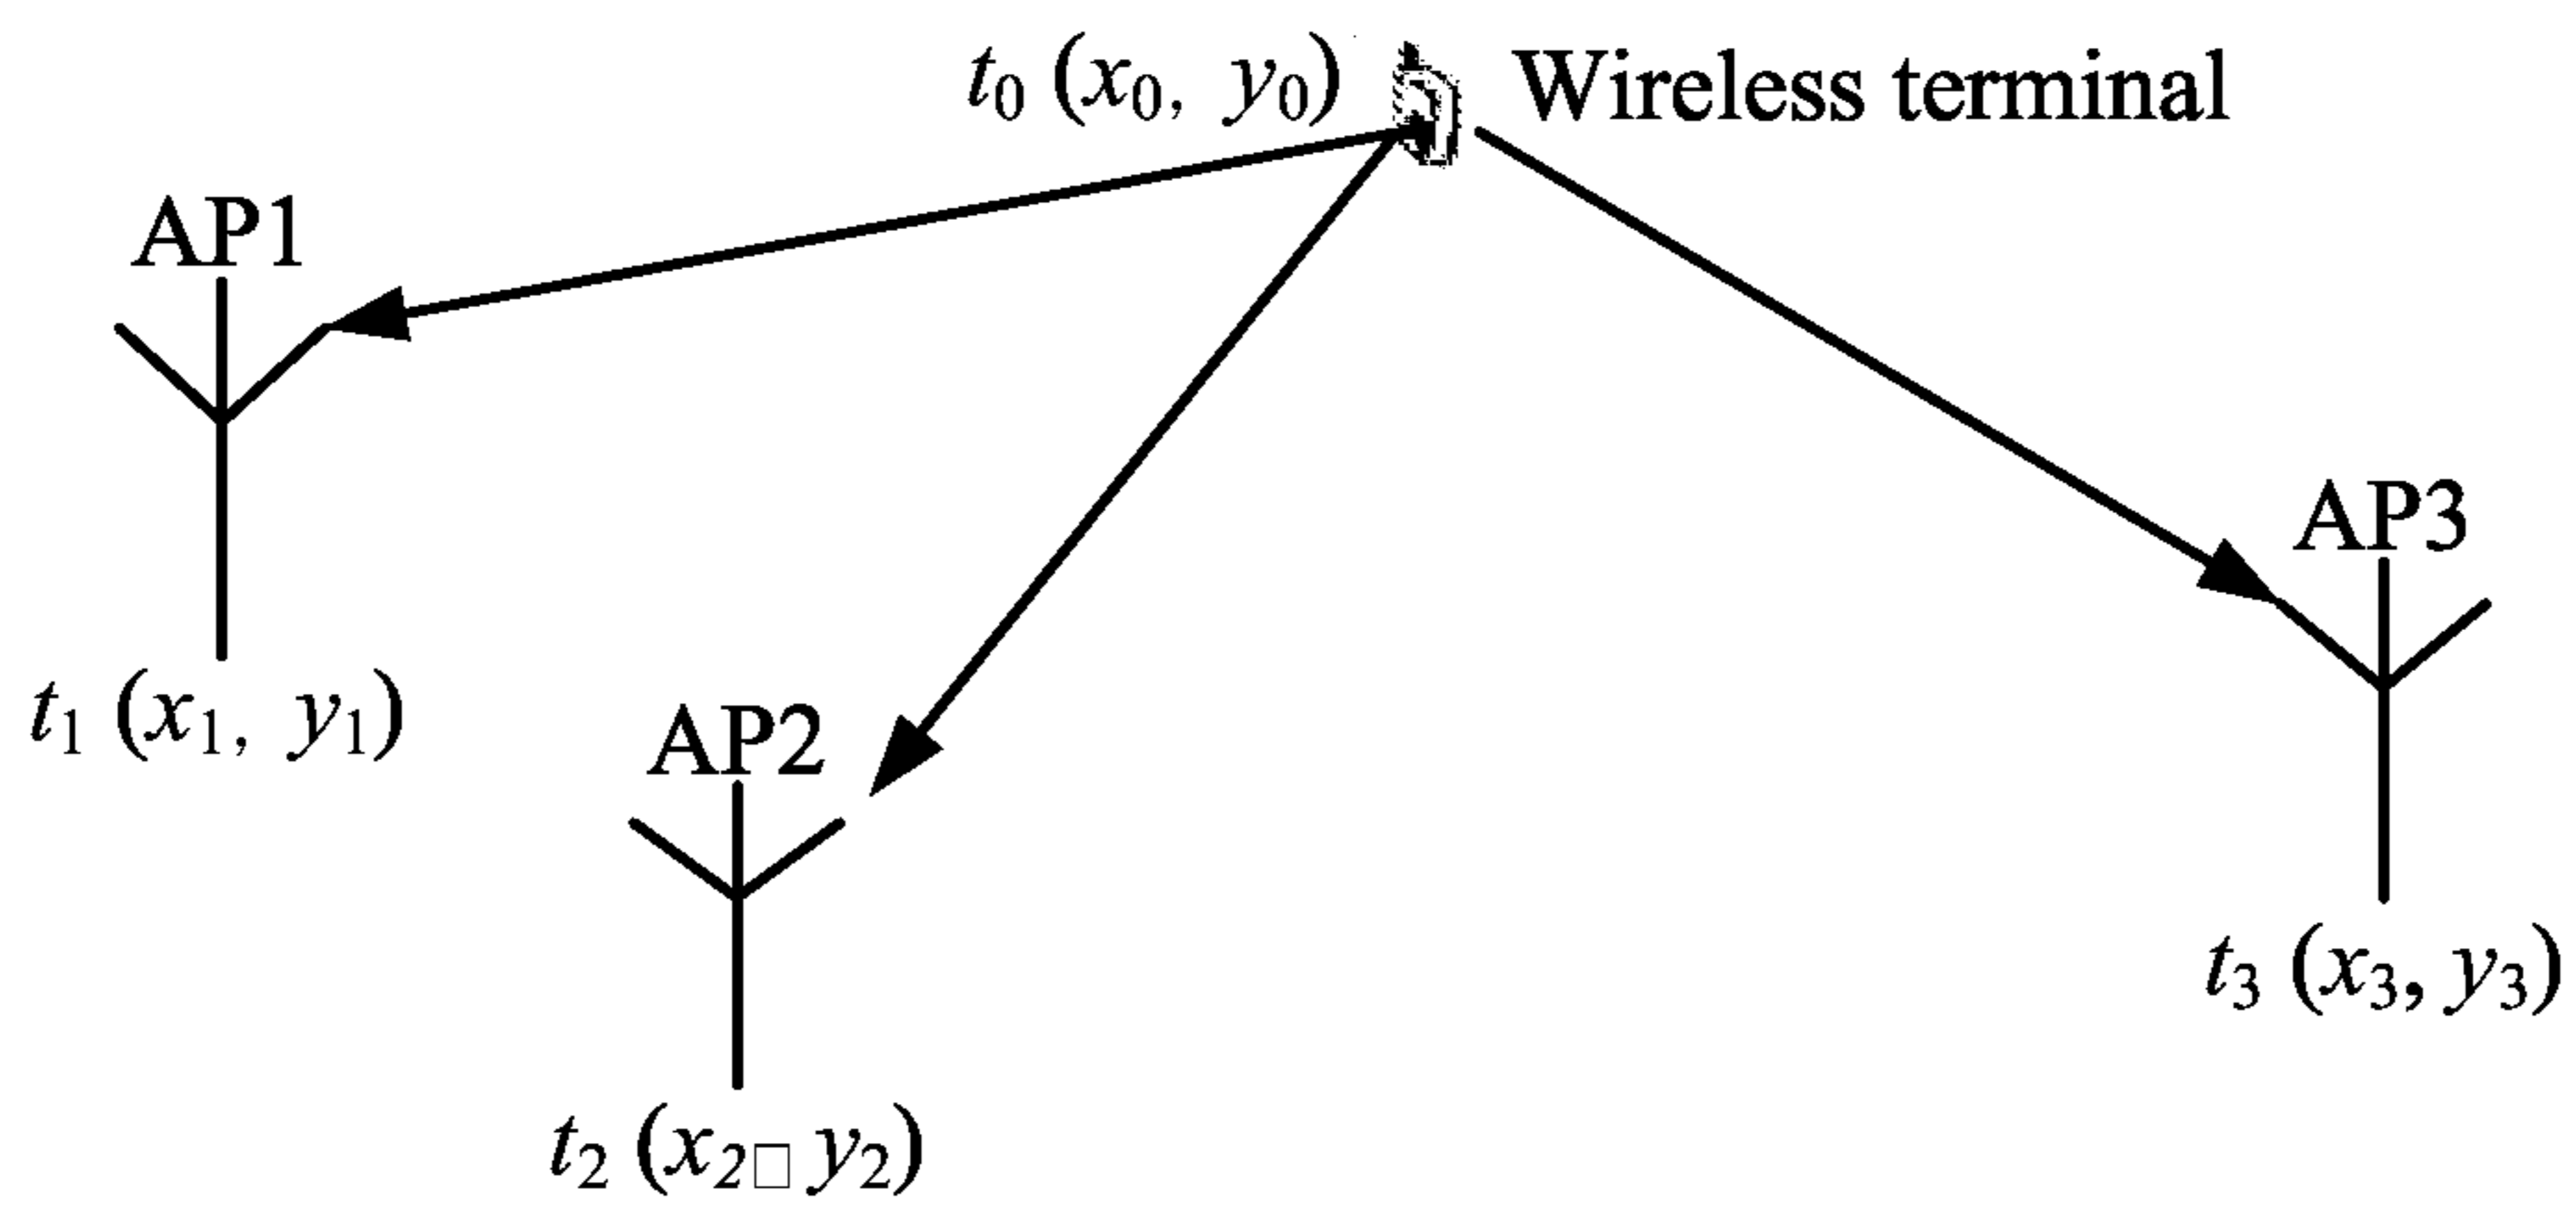 t₀ (x₀, y₀) Wireless terminal
AP1
AP3
t₁ (x₁, y₁)
AP2
t₃ (x₃, y₃)
t₂ (x₂□ y₂)